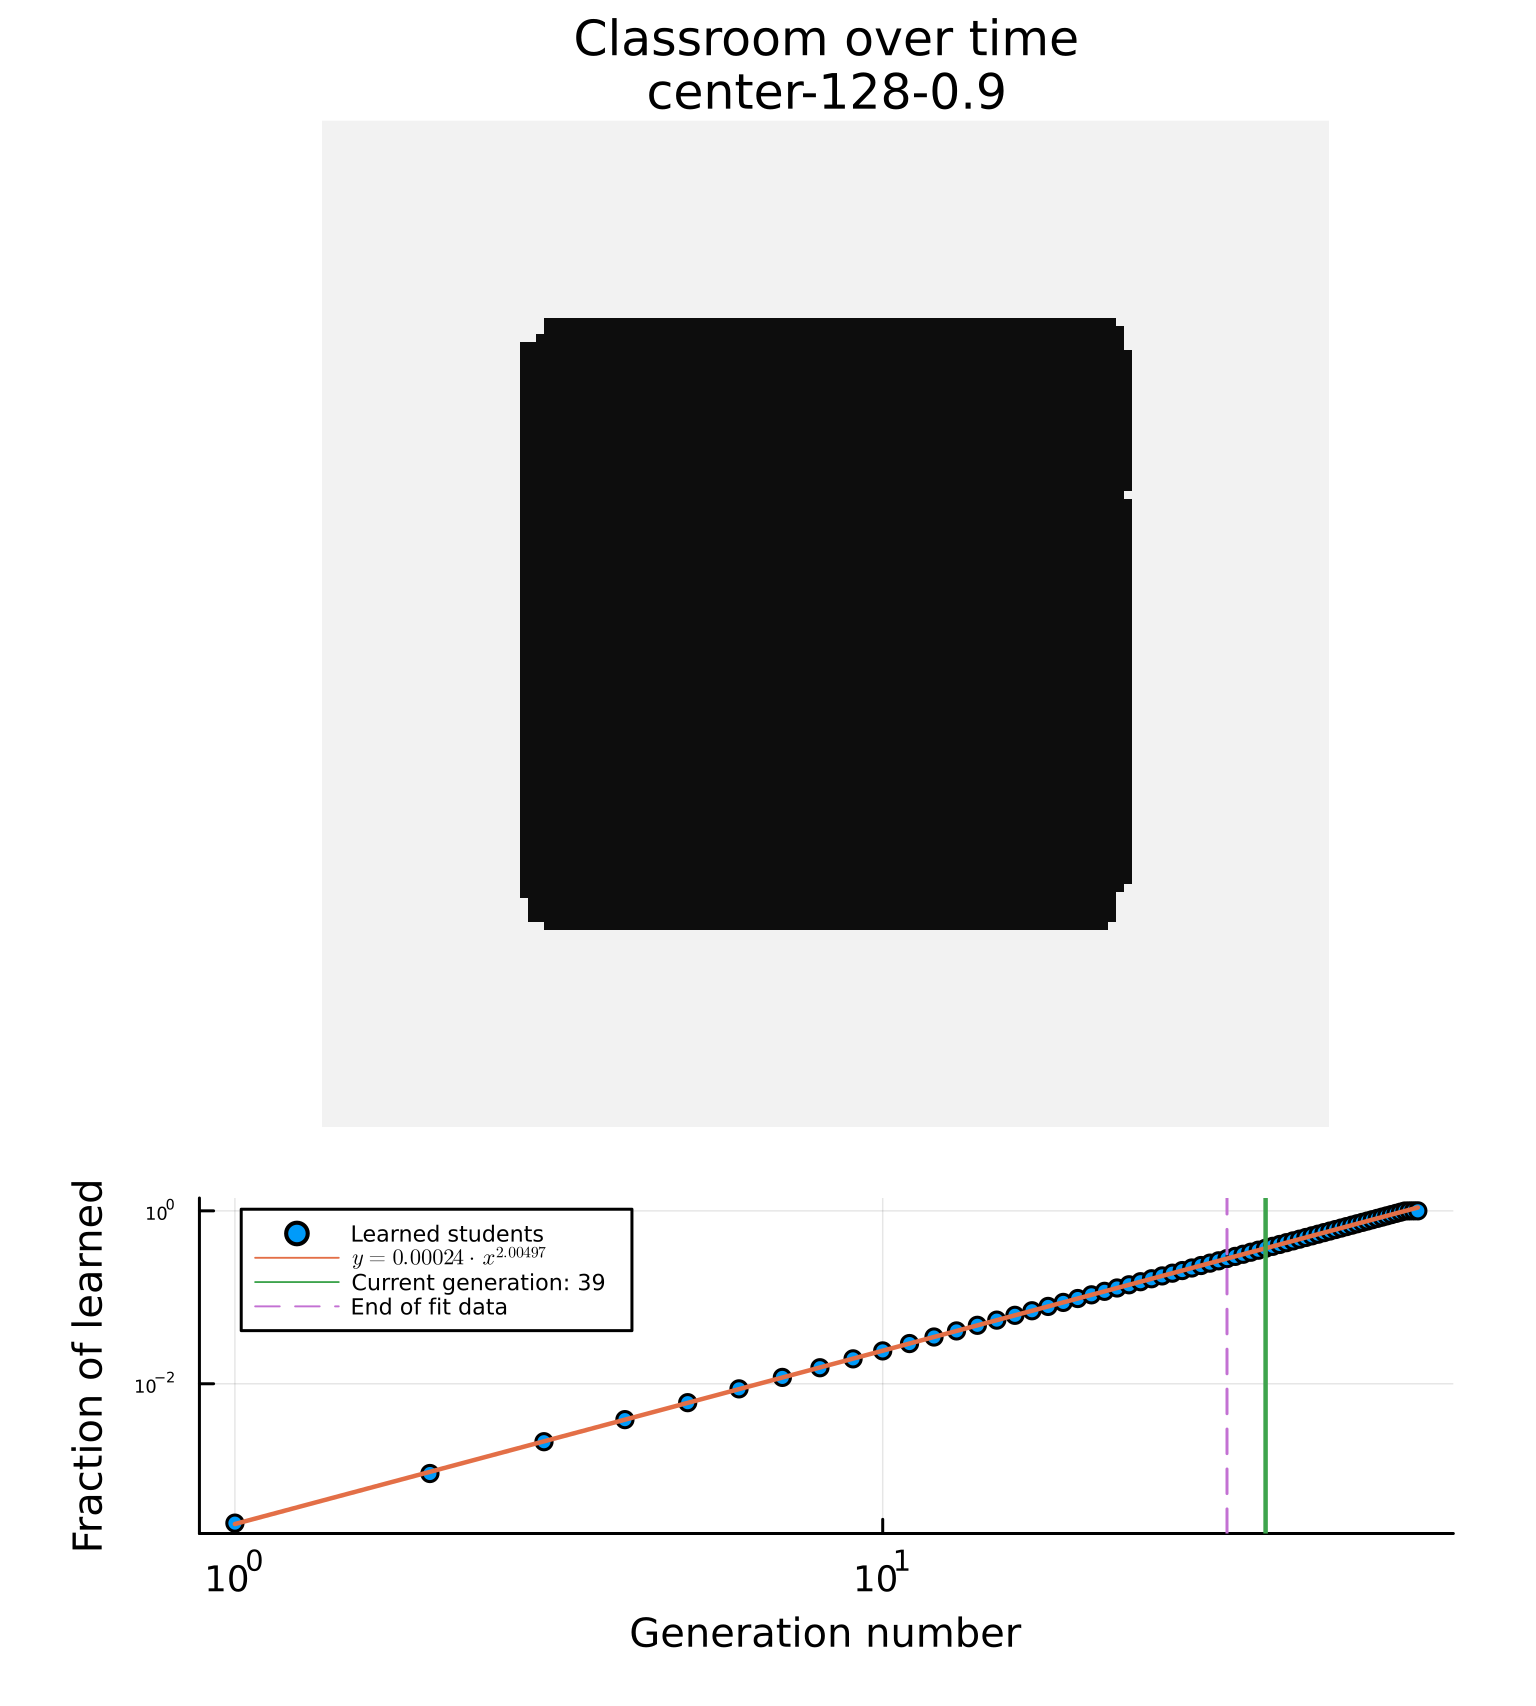 Classroom over time
center-128-0.9
Fraction of learned
10^0
10^-2
Learned students
y = 0.00024 · x^2.00497
Current generation: 39
End of fit data
10^0
10^1
Generation number